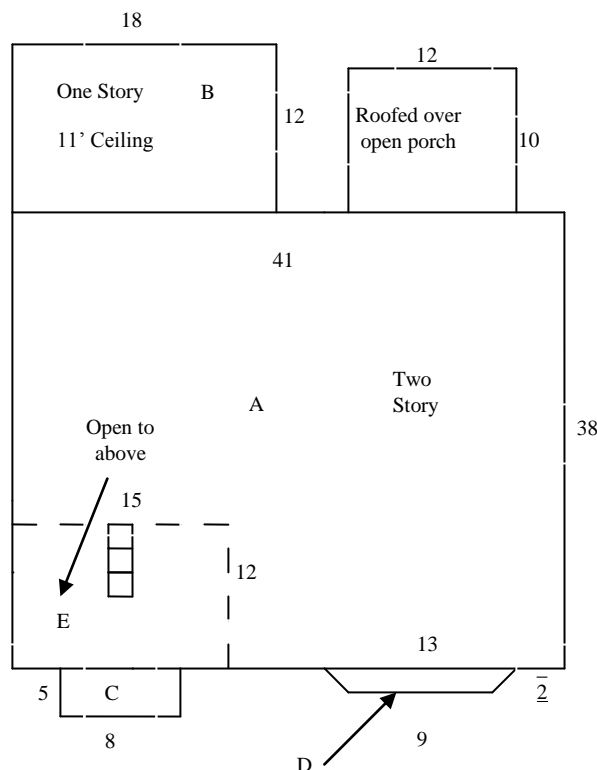 18
12
One Story B
12
Roofed over
open porch
10
11’ Ceiling
41
Two
Story
A
38
Open to
above
15
12
E
13
5
C
2
8
9
D